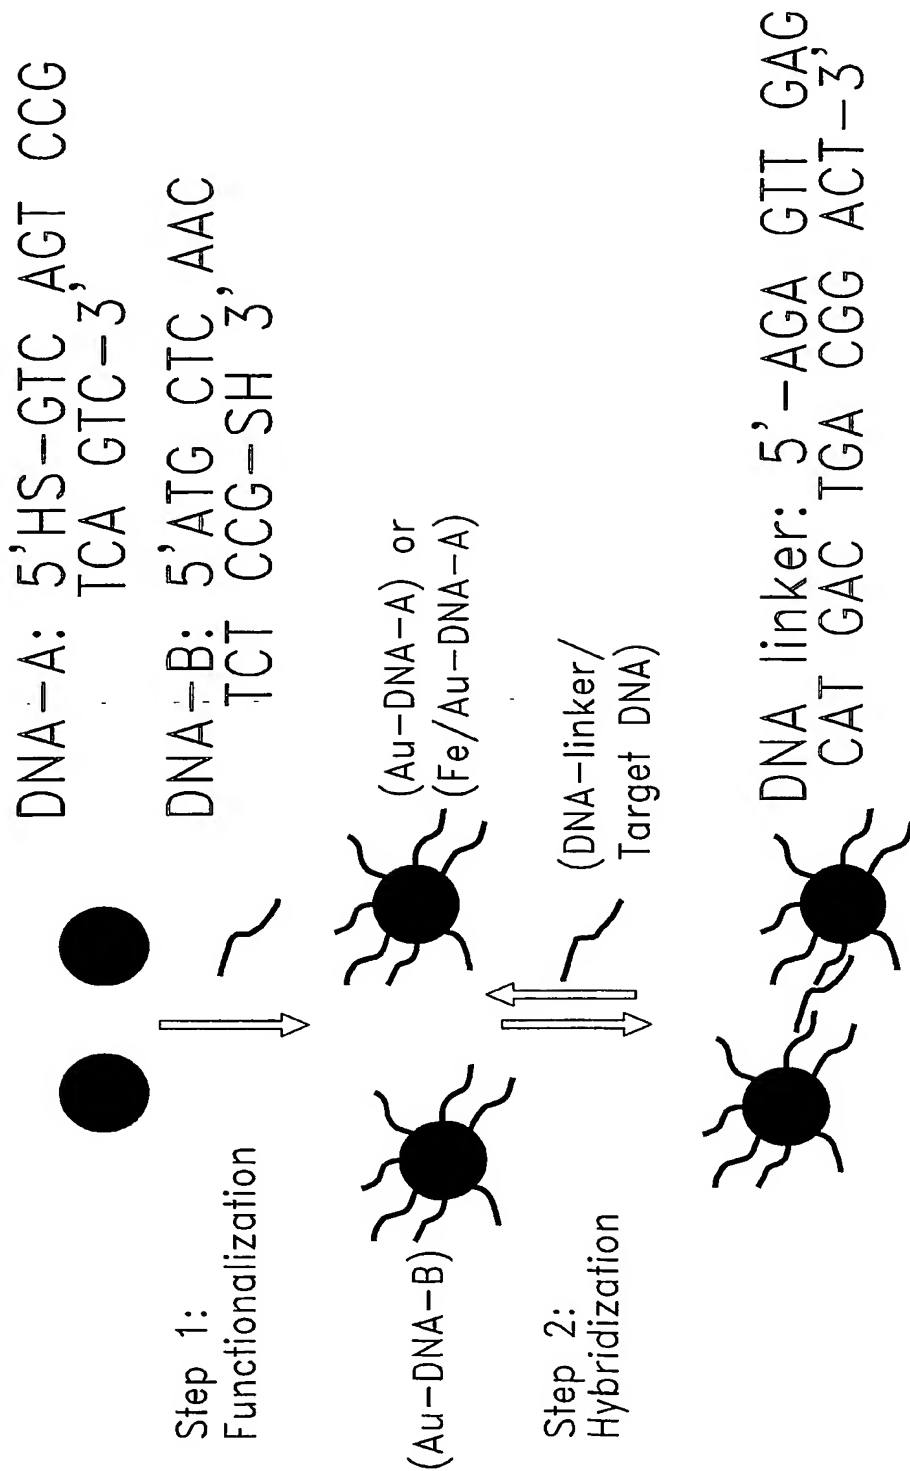 DNA-A: 5'HS-GTC AGT CCG
TCA GTC-3'
DNA-B: 5'ATG CTC AAC
TCT CCG-SH 3'
Step 1:
Functionalization
(Au-DNA-B)
(Au-DNA-A) or
(Fe/Au-DNA-A)
Step 2:
Hybridization
(DNA-linker/
Target DNA)
DNA linker: 5'-AGA GTT GAG
CAT GAC TGA CGG ACT-3'